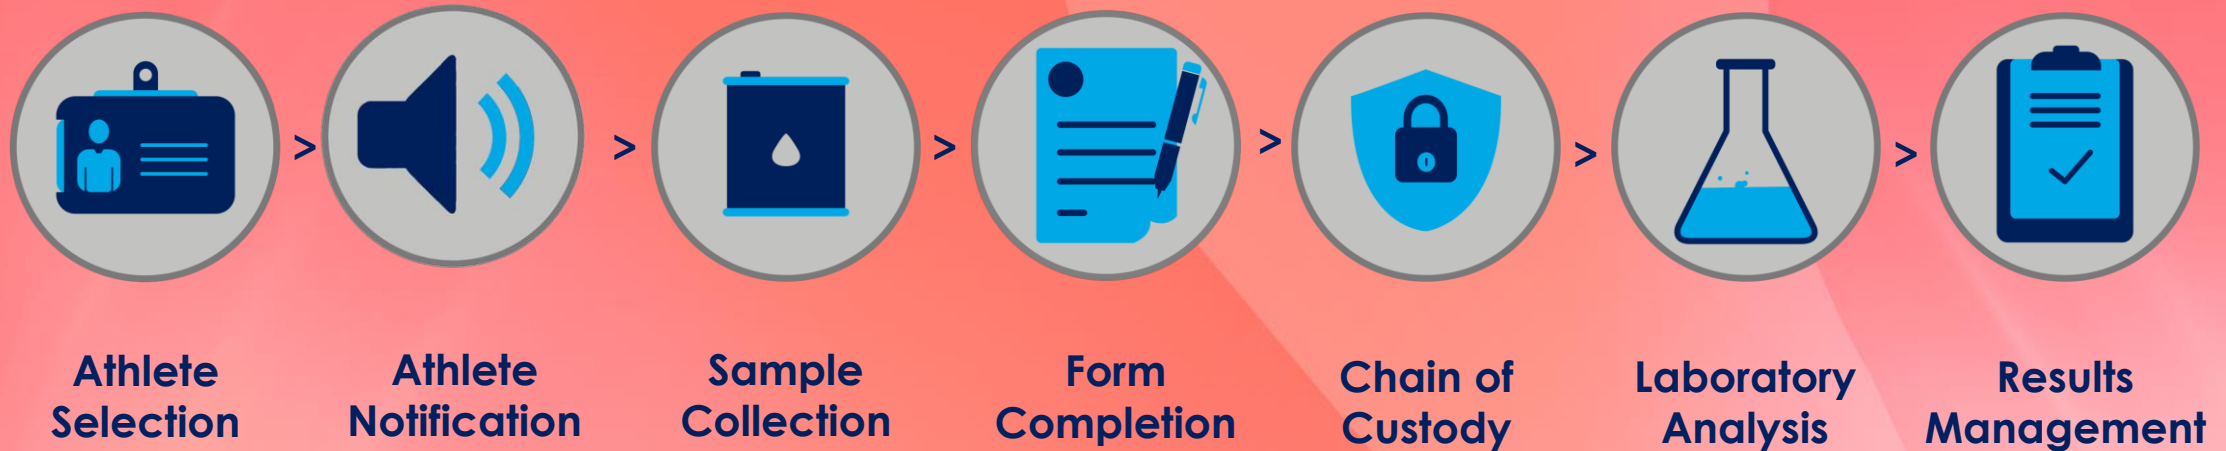 > > > > > >
Athlete
Selection
Athlete
Notification
Sample
Collection
Form
Completion
Chain of
Custody
Laboratory
Analysis
Results
Management